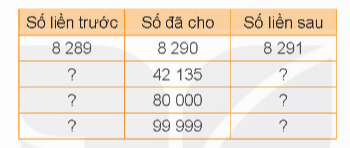 Số liền trước Số đã cho Số liền sau
8 289 8 290 8 291
? 42 135 ?
? 80 000 ?
? 99 999 ?